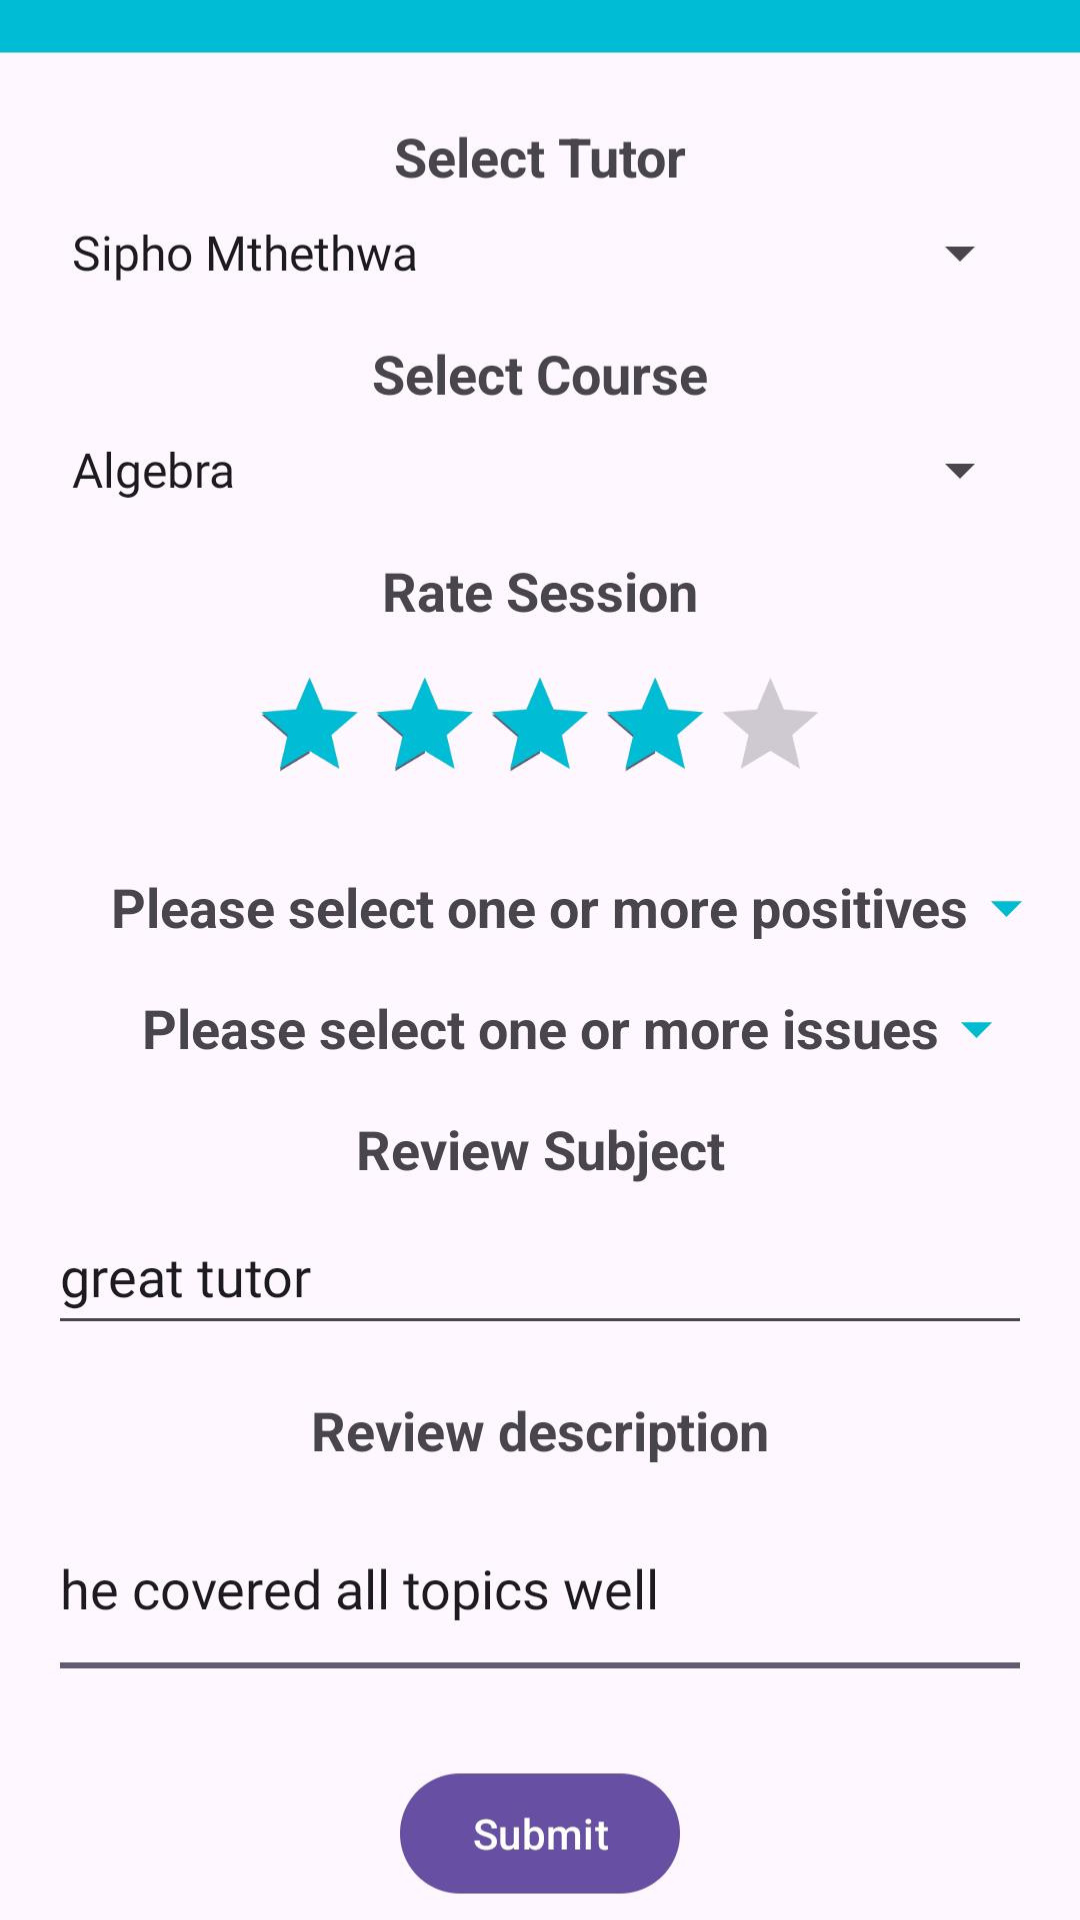 Select Tutor
Sipho Mthethwa
Select Course
Algebra
Rate Session
Please select one or more positives
Please select one or more issues
Review Subject
great tutor
Review description
he covered all topics well
Submit